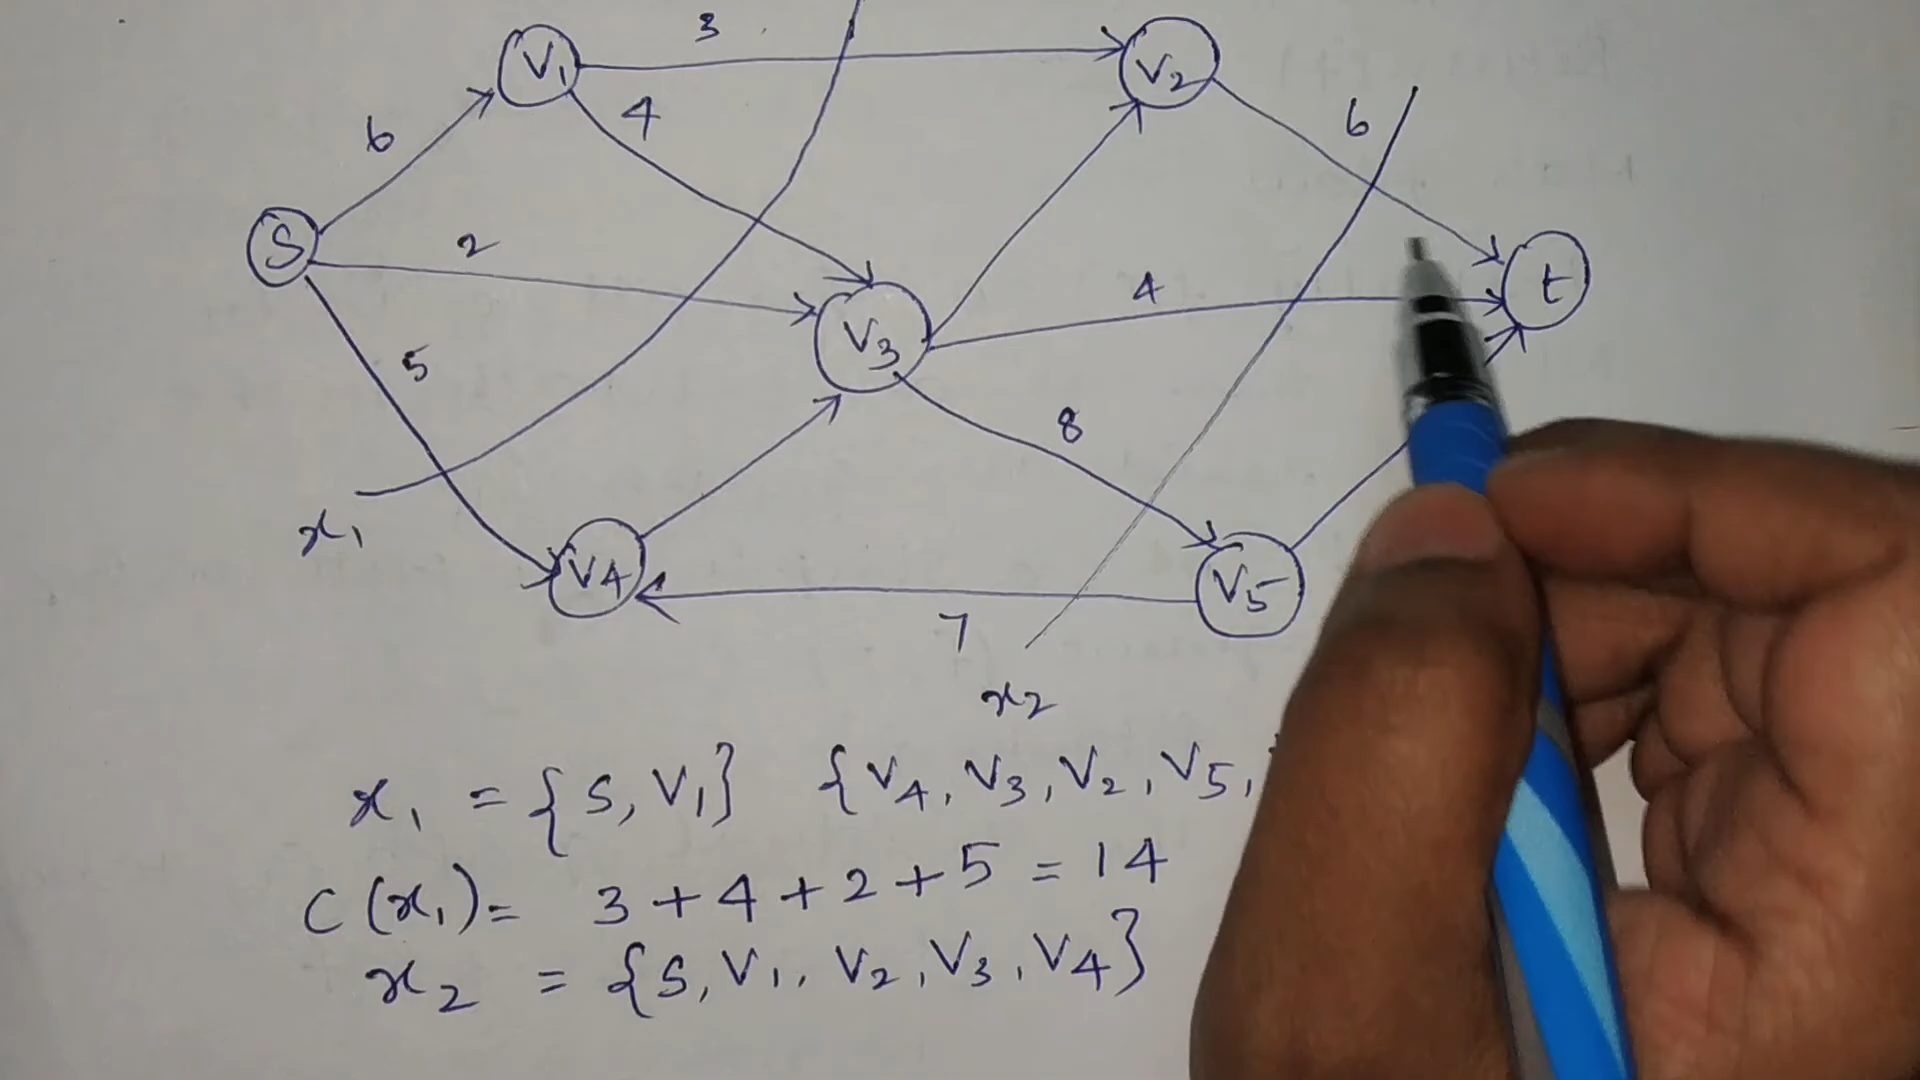 3
V1
V2
4
6
6
S
2
4
t
V3
5
8
x1
V4
V5
7
x2
x1 = {S, V1} {V4, V3, V2, V5,
C(x1) = 3 + 4 + 2 + 5 = 14
x2 = {S, V1, V2, V3, V4}